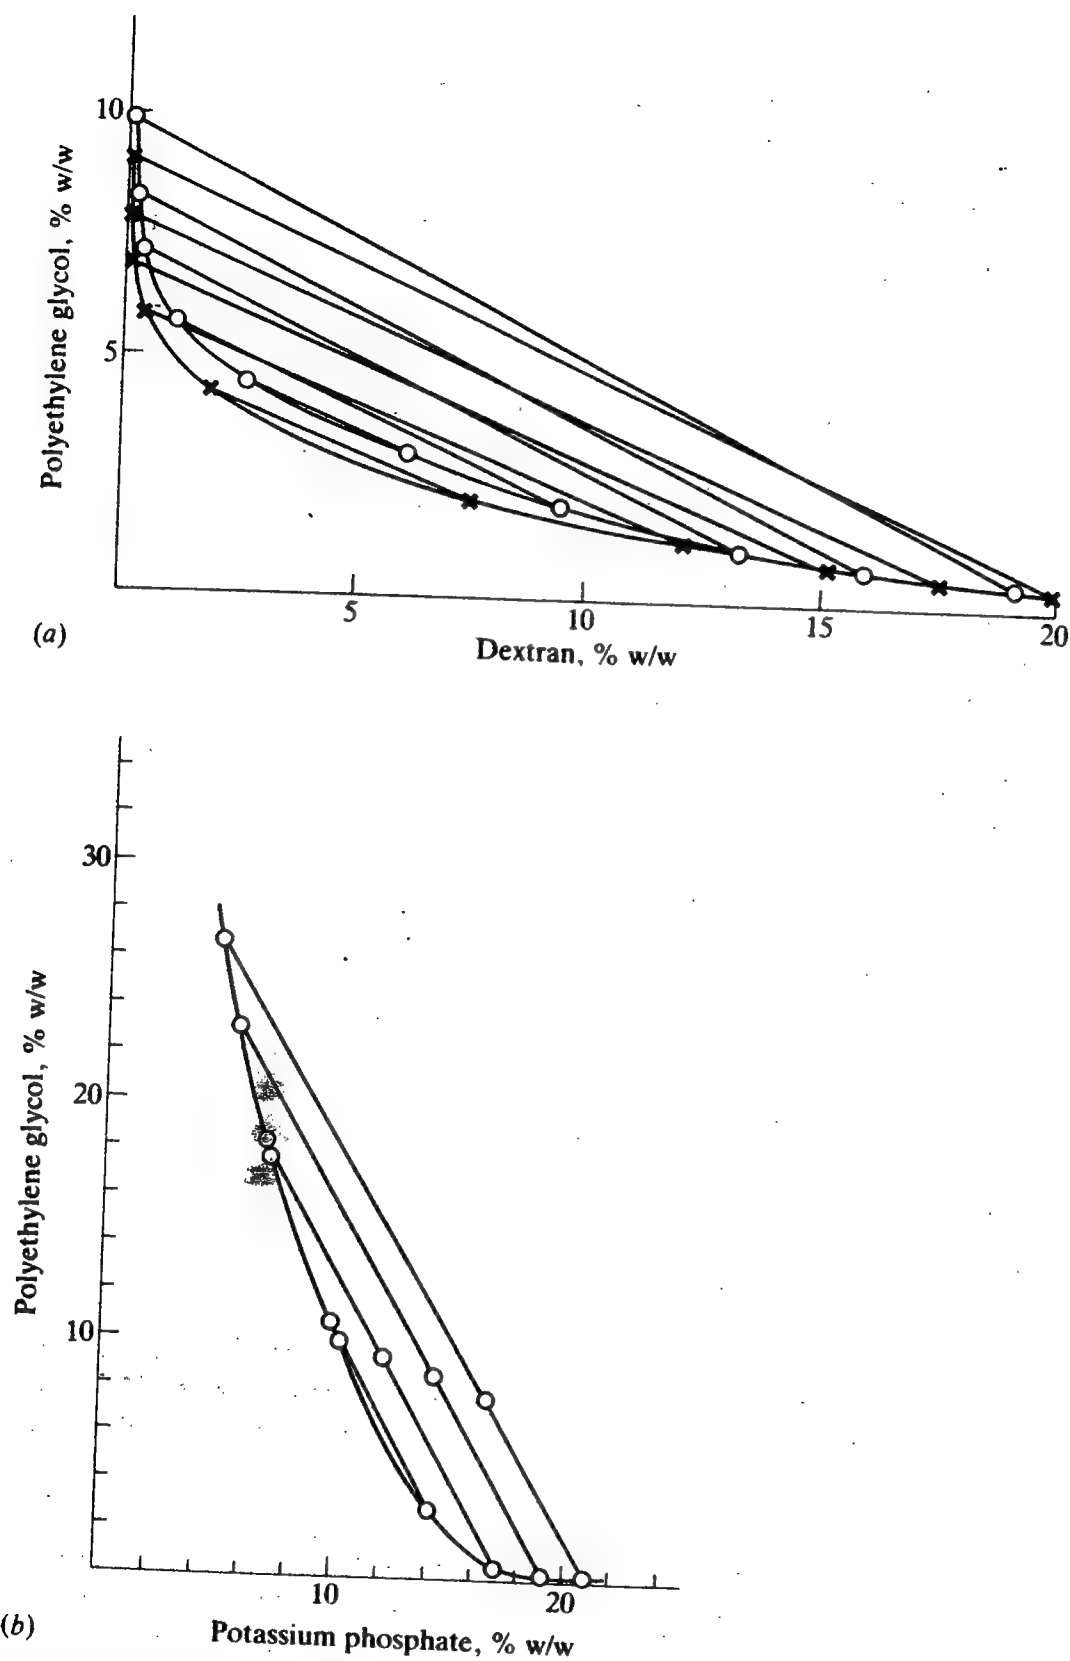 10
Polyethylene glycol, % w/w
5
5
10
15
20
Dextran, % w/w
(a)
30
20
Polyethylene glycol, % w/w
10
10
20
Potassium phosphate, % w/w
(b)